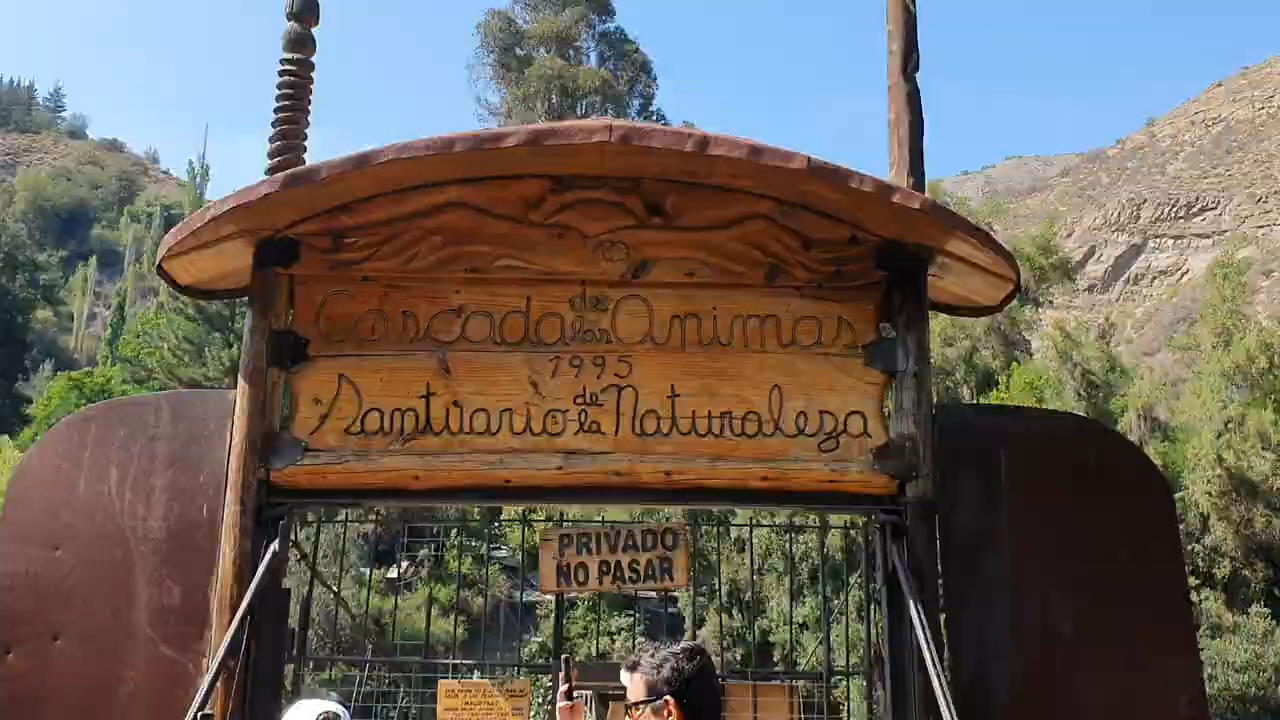 Cascada de las Animas
1995
Santuario de la Naturaleza
PRIVADO
NO PASAR